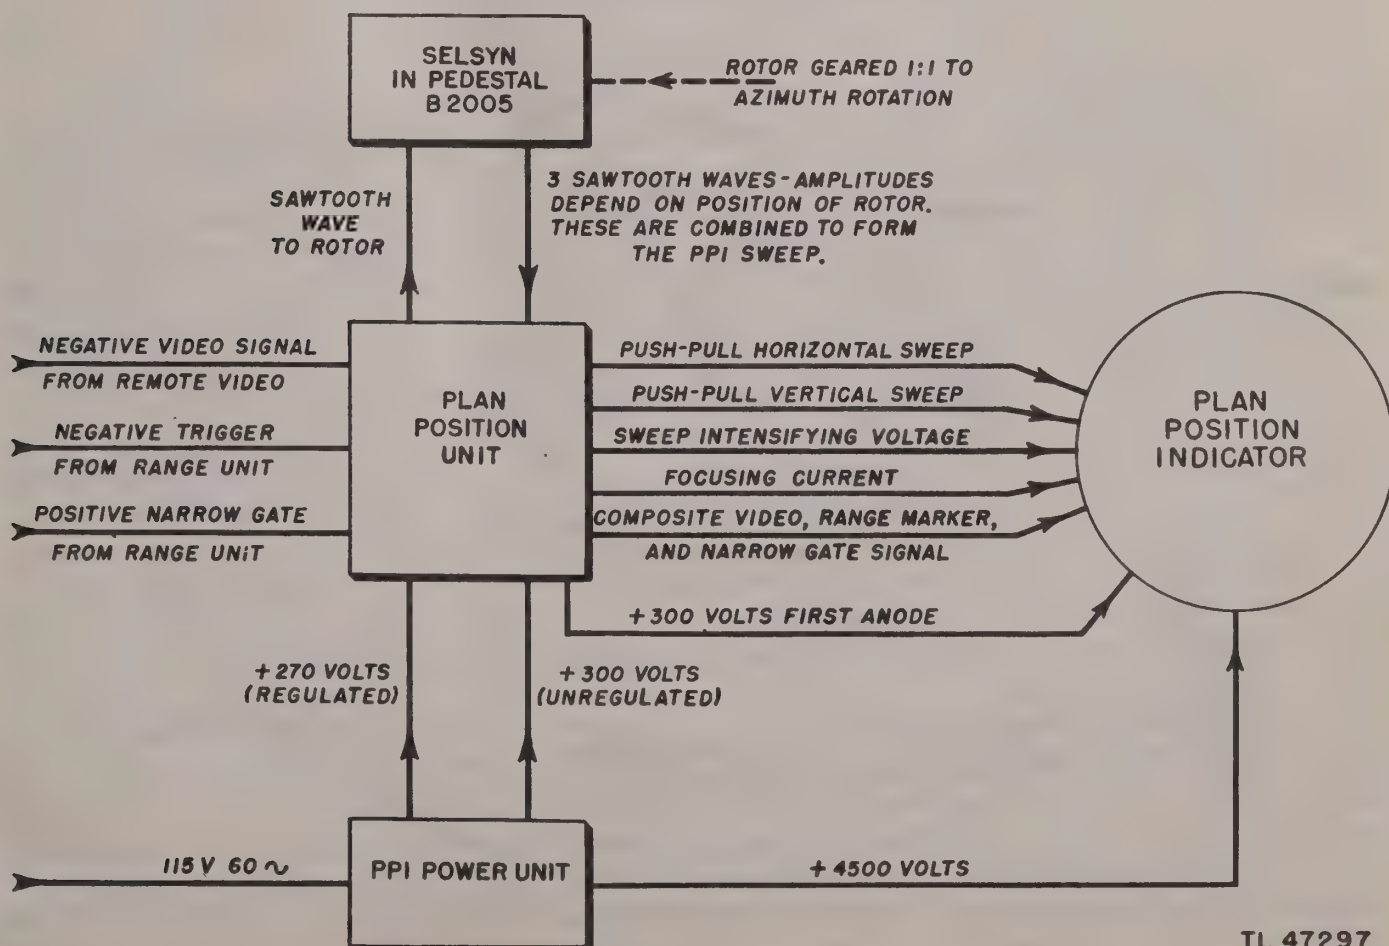 SELSYN
IN PEDESTAL
B 2005
ROTOR GEARED 1:1 TO
AZIMUTH ROTATION
SAWTOOTH
WAVE
TO ROTOR
3 SAWTOOTH WAVES-AMPLITUDES
DEPEND ON POSITION OF ROTOR.
THESE ARE COMBINED TO FORM
THE PPI SWEEP.
NEGATIVE VIDEO SIGNAL
FROM REMOTE VIDEO
NEGATIVE TRIGGER
FROM RANGE UNIT
POSITIVE NARROW GATE
FROM RANGE UNIT
PLAN
POSITION
UNIT
PUSH-PULL HORIZONTAL SWEEP
PUSH-PULL VERTICAL SWEEP
SWEEP INTENSIFYING VOLTAGE
FOCUSING CURRENT
COMPOSITE VIDEO, RANGE MARKER,
AND NARROW GATE SIGNAL
+300 VOLTS FIRST ANODE
PLAN
POSITION
INDICATOR
+270 VOLTS
(REGULATED)
+300 VOLTS
(UNREGULATED)
115 V 60 ~
PPI POWER UNIT
+4500 VOLTS
TL 47297